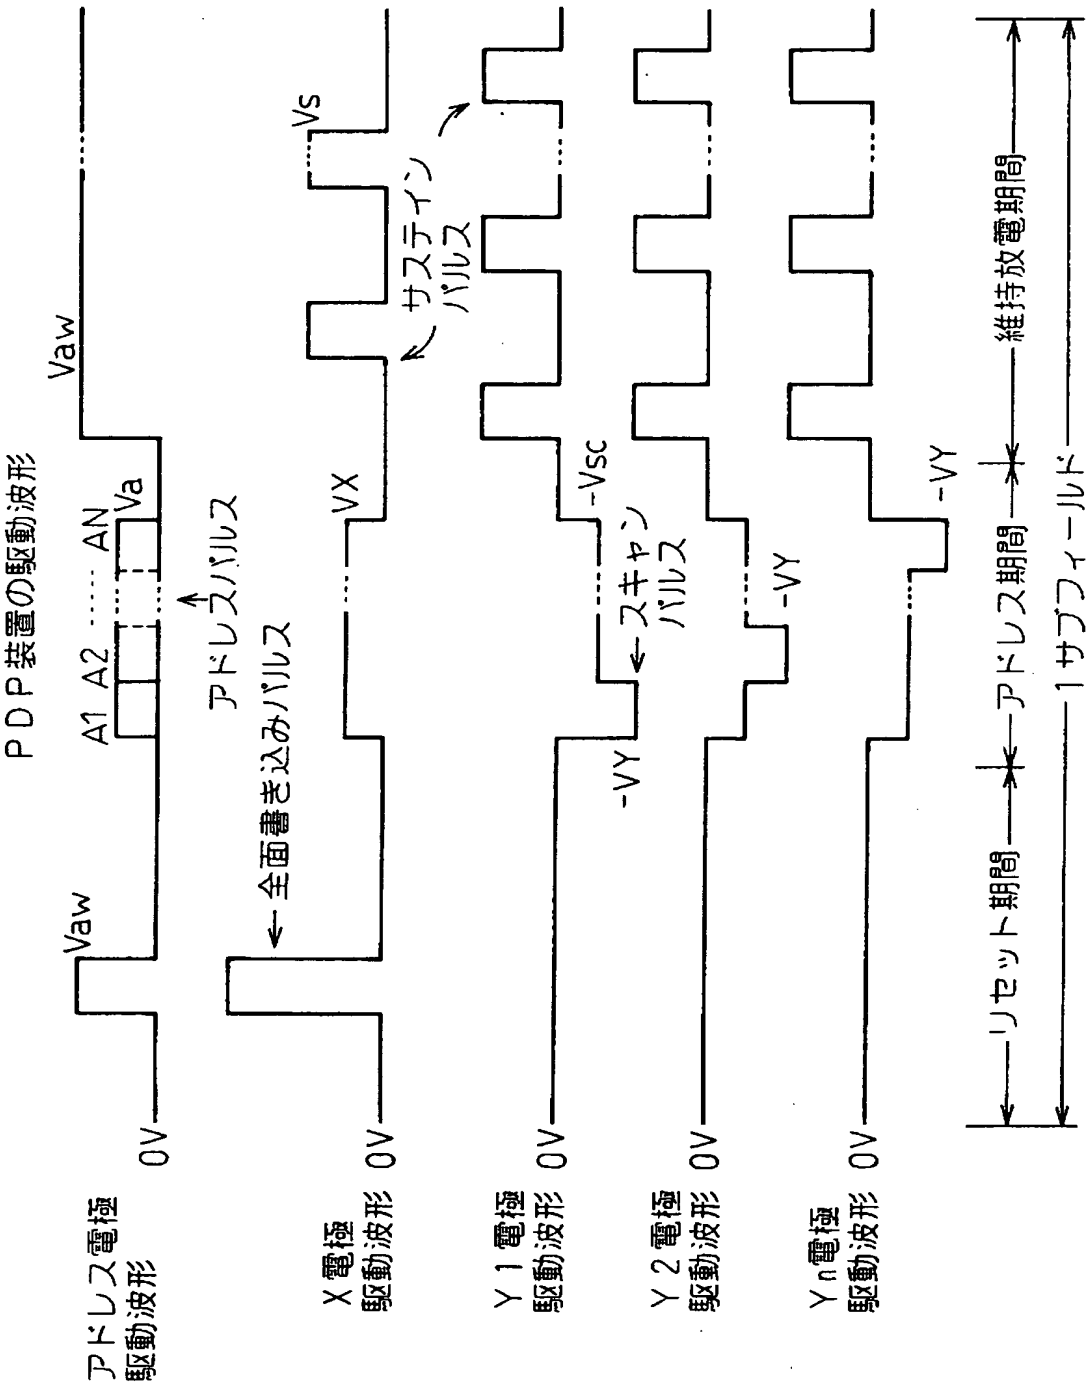 PDP装置の駆動波形
アドレス電極
駆動波形
0V
Vaw
A1
A2
……
AN
Va
Vaw
アドレスパルス
X電極
駆動波形
0V
全面書き込みパルス
VX
Vs
サステイン
パルス
Y1電極
駆動波形
0V
-VY
スキャン
パルス
-Vsc
Y2電極
駆動波形
0V
-VY
Yn電極
駆動波形
0V
-VY
リセット期間
アドレス期間
維持放電期間
1サブフィールド